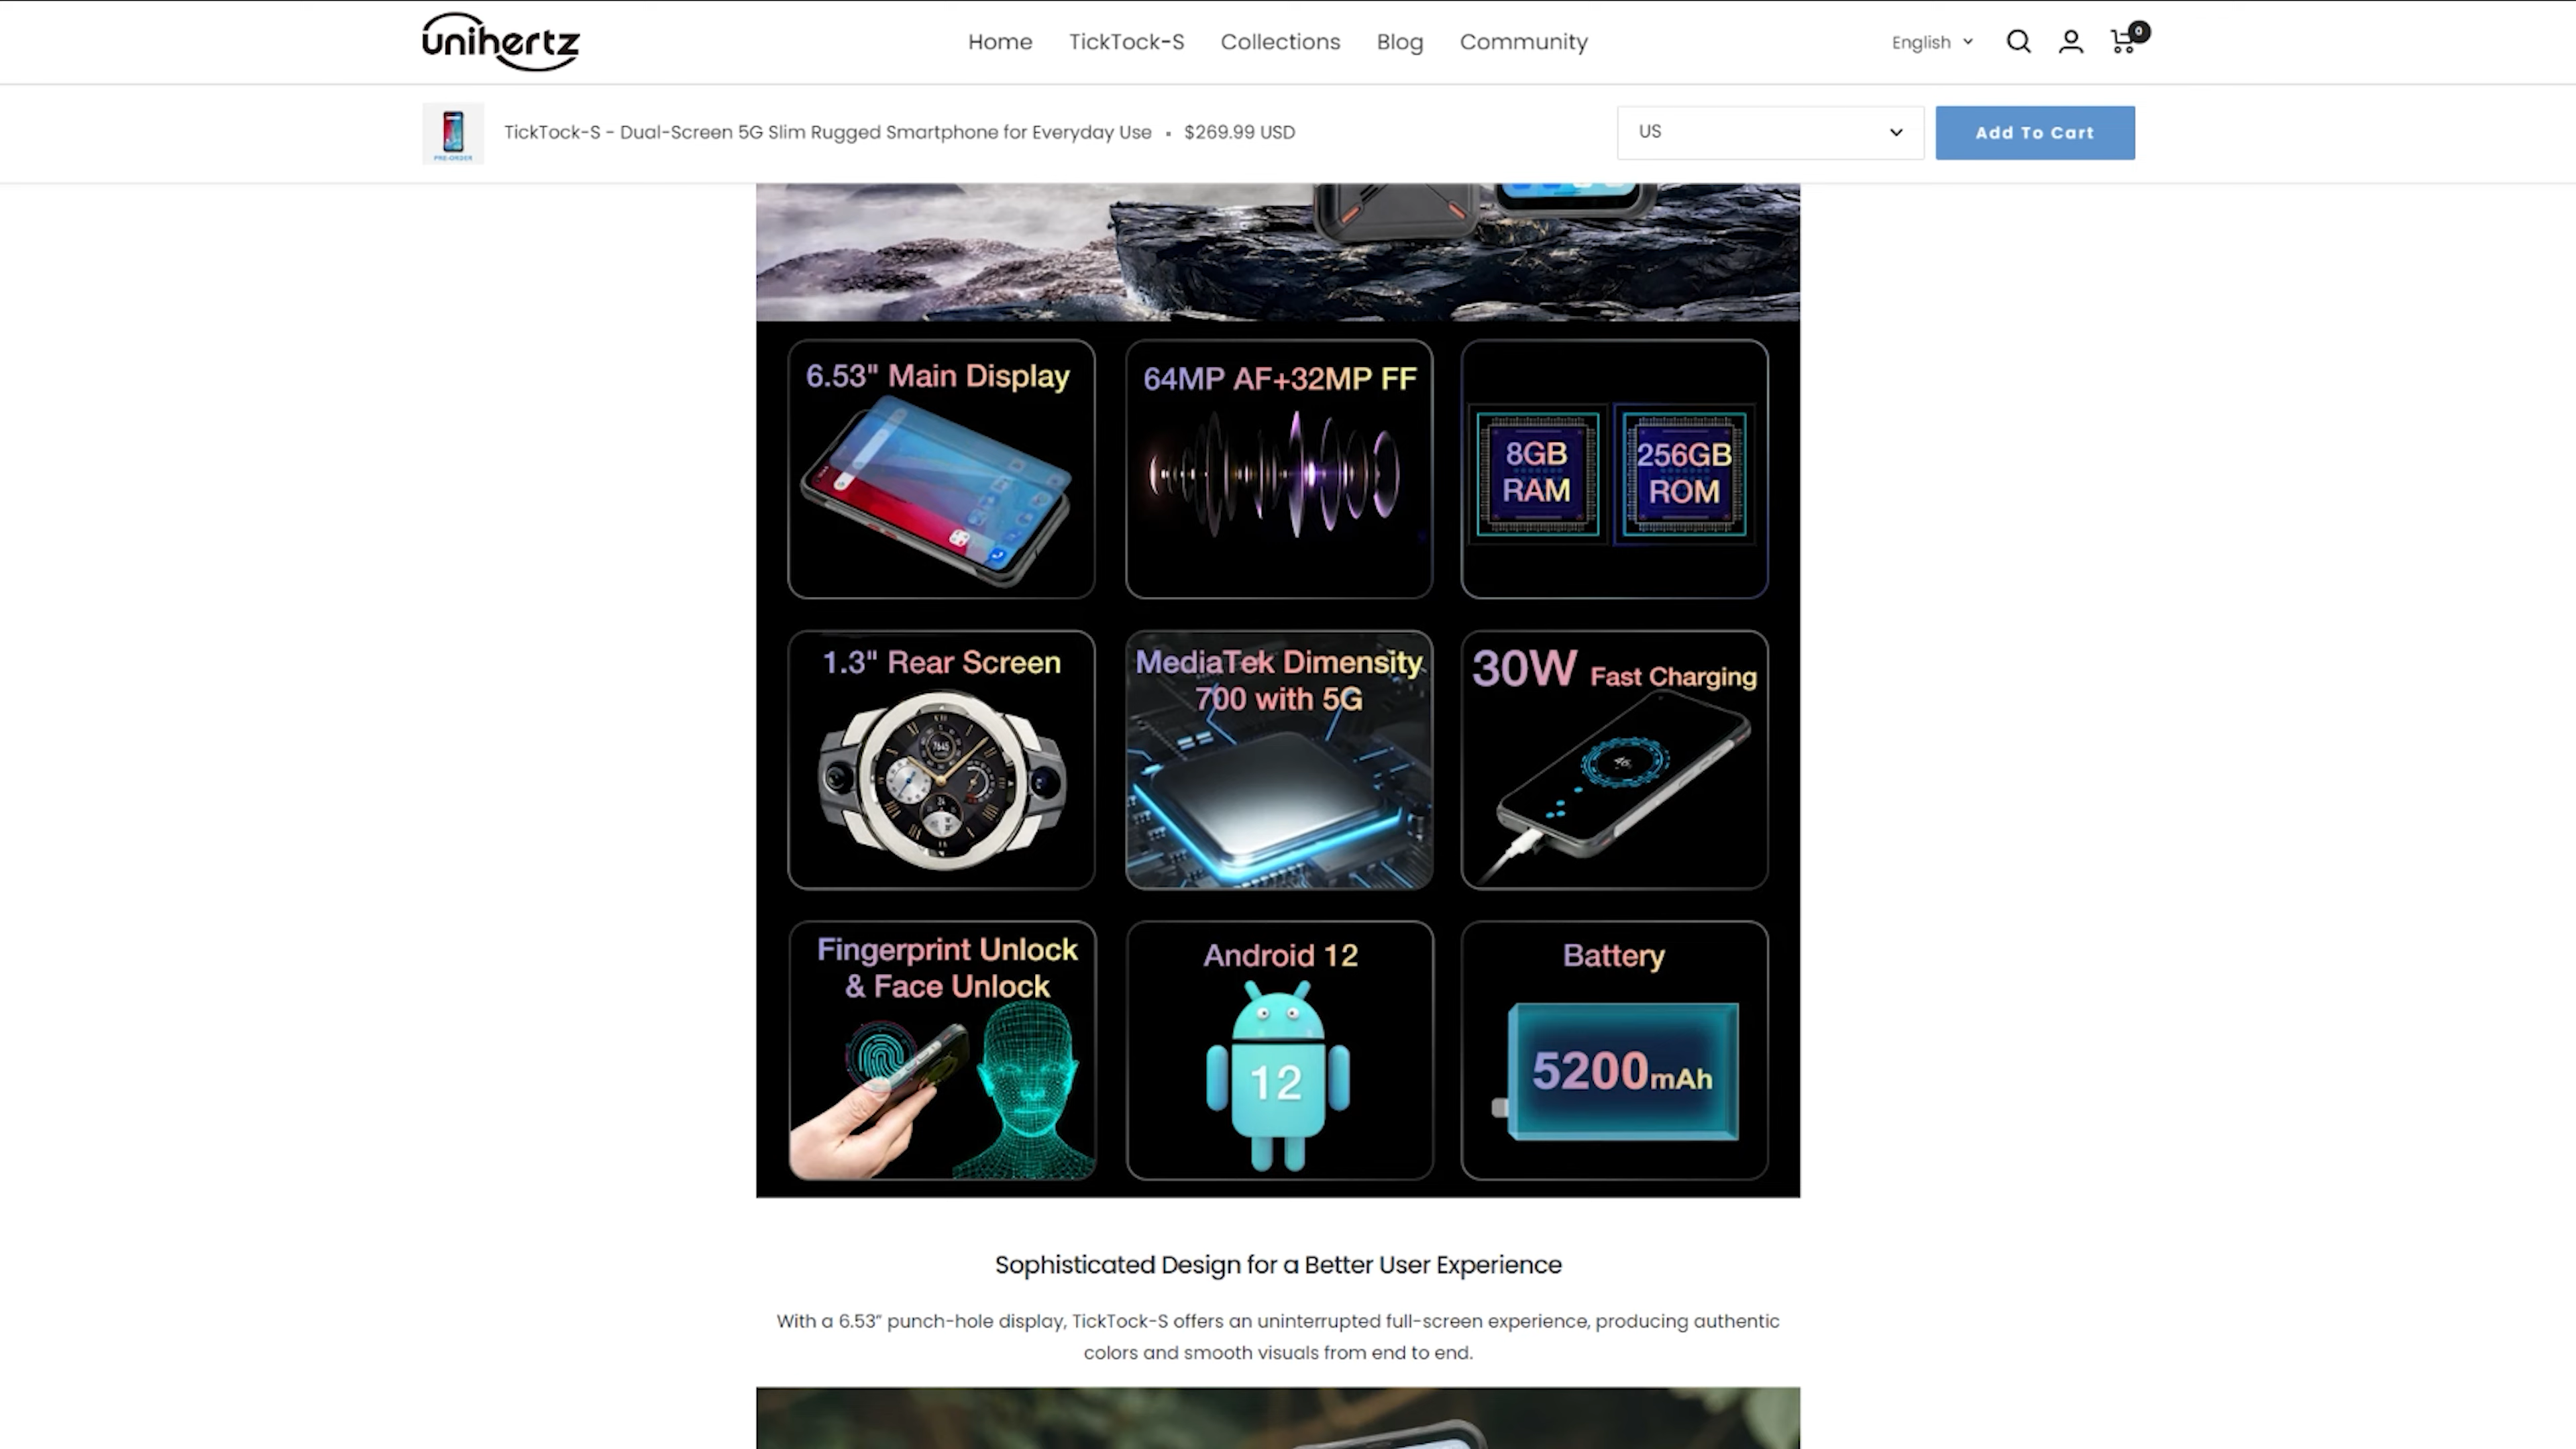 unihertz
Home TickTock-S Collections Blog Community
English
0
PRE-ORDER
TickTock-S - Dual-Screen 5G Slim Rugged Smartphone for Everyday Use • $269.99 USD
US
Add To Cart
6.53" Main Display
64MP AF+32MP FF
8GB
RAM
256GB
ROM
1.3" Rear Screen
MediaTek Dimensity
700 with 5G
30W Fast Charging
Fingerprint Unlock
& Face Unlock
Android 12
12
Battery
5200mAh
Sophisticated Design for a Better User Experience
With a 6.53” punch-hole display, TickTock-S offers an uninterrupted full-screen experience, producing authentic
colors and smooth visuals from end to end.